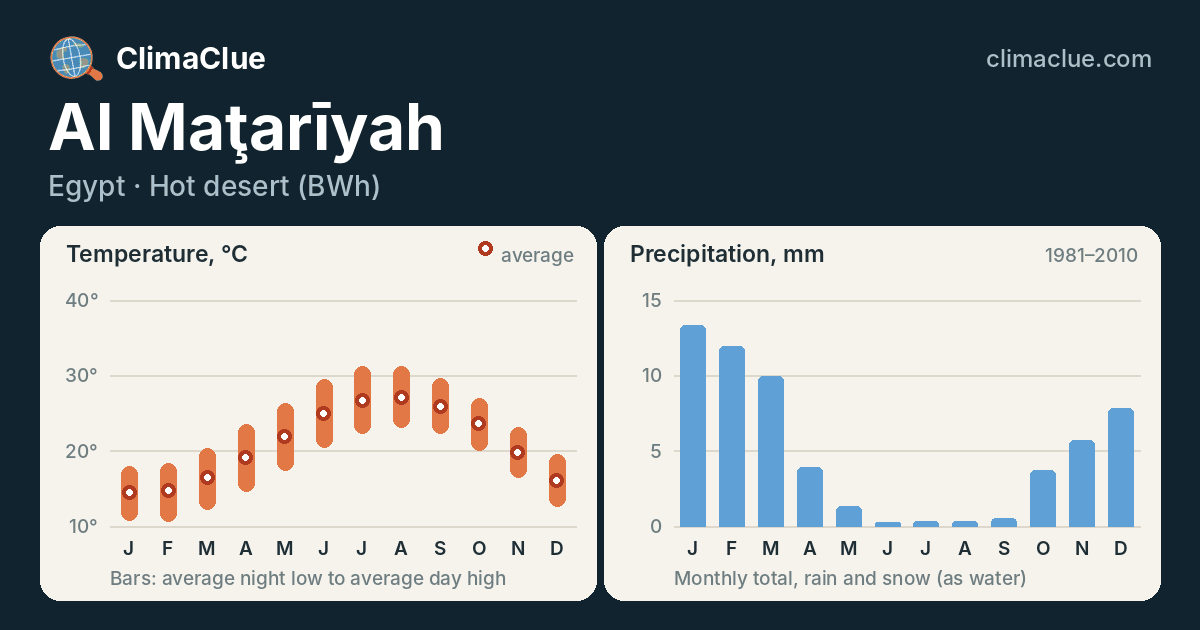 ClimaClue
climaclue.com
Al Maţarīyah
Egypt · Hot desert (BWh)
Temperature, °C
average
40°
30°
20°
10°
J F M A M J J A S O N D
Bars: average night low to average day high
Precipitation, mm
1981–2010
15
10
5
0
J F M A M J J A S O N D
Monthly total, rain and snow (as water)